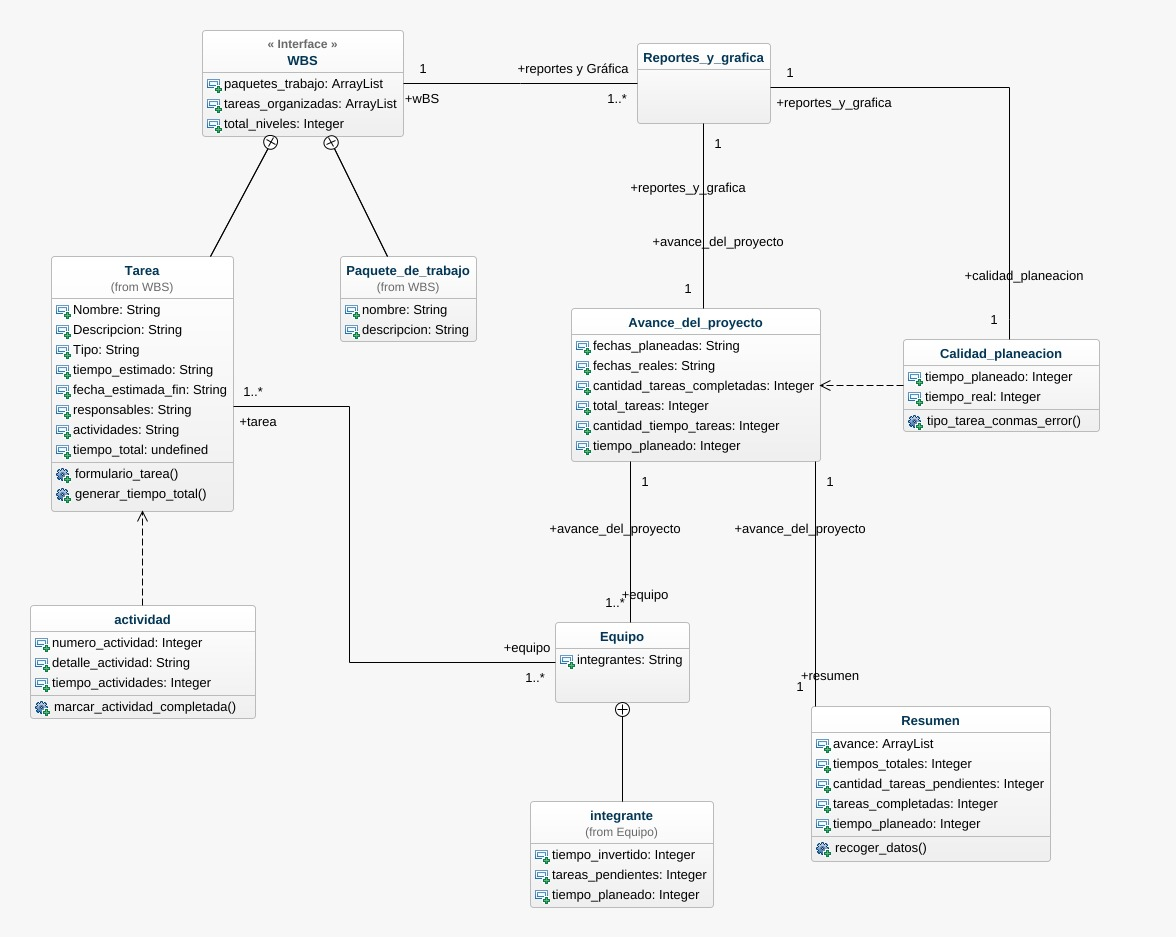 « Interface »
WBS
paquetes_trabajo: ArrayList
tareas_organizadas: ArrayList
total_niveles: Integer
1
+wBS
+reportes y Gráfica
1..*
Reportes_y_grafica
1
+reportes_y_grafica
1
+reportes_y_grafica
+avance_del_proyecto
1
+calidad_planeacion
1
Tarea
(from WBS)
Nombre: String
Descripcion: String
Tipo: String
tiempo_estimado: String
fecha_estimada_fin: String
responsables: String
actividades: String
tiempo_total: undefined
formulario_tarea()
generar_tiempo_total()
Paquete_de_trabajo
(from WBS)
nombre: String
descripcion: String
1..*
+tarea
Avance_del_proyecto
fechas_planeadas: String
fechas_reales: String
cantidad_tareas_completadas: Integer
total_tareas: Integer
cantidad_tiempo_tareas: Integer
tiempo_planeado: Integer
Calidad_planeacion
tiempo_planeado: Integer
tiempo_real: Integer
tipo_tarea_conmas_error()
1
+avance_del_proyecto
+equipo
1..*
1
+avance_del_proyecto
+resumen
1
actividad
numero_actividad: Integer
detalle_actividad: String
tiempo_actividades: Integer
marcar_actividad_completada()
+equipo
1..*
Equipo
integrantes: String
integrante
(from Equipo)
tiempo_invertido: Integer
tareas_pendientes: Integer
tiempo_planeado: Integer
Resumen
avance: ArrayList
tiempos_totales: Integer
cantidad_tareas_pendientes: Integer
tareas_completadas: Integer
tiempo_planeado: Integer
recoger_datos()